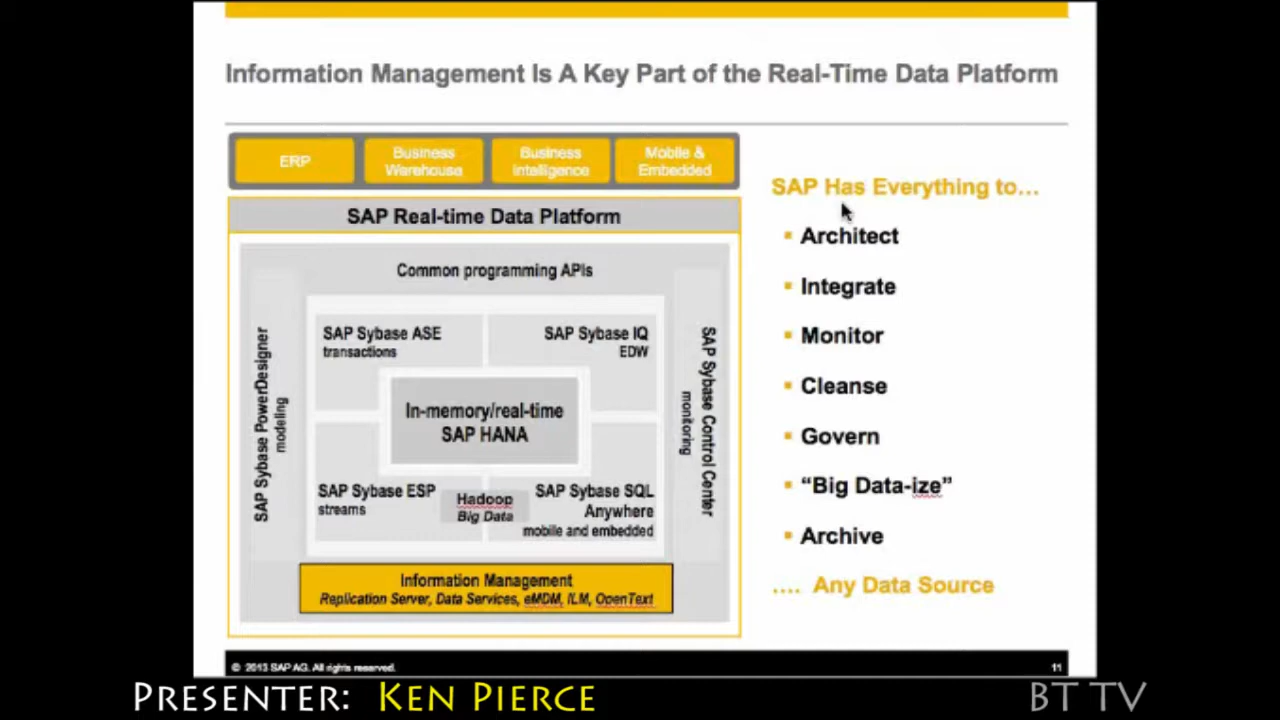 Information Management Is A Key Part of the Real-Time Data Platform
ERP
Business
Warehouse
Business
Intelligence
Mobile &
Embedded
SAP Real-time Data Platform
Common programming APIs
SAP Sybase PowerDesigner
modeling
SAP Sybase ASE
transactions
SAP Sybase IQ
EDW
In-memory/real-time
SAP HANA
SAP Sybase ESP
streams
Hadoop
Big Data
SAP Sybase SQL
Anywhere
mobile and embedded
SAP Sybase Control Center
monitoring
Information Management
Replication Server, Data Services, eMDM, ILM, OpenText
SAP Has Everything to...
Architect
Integrate
Monitor
Cleanse
Govern
“Big Data-ize”
Archive
.... Any Data Source
© 2013 SAP AG. All rights reserved.
11
PRESENTER: KEN PIERCE
BT TV